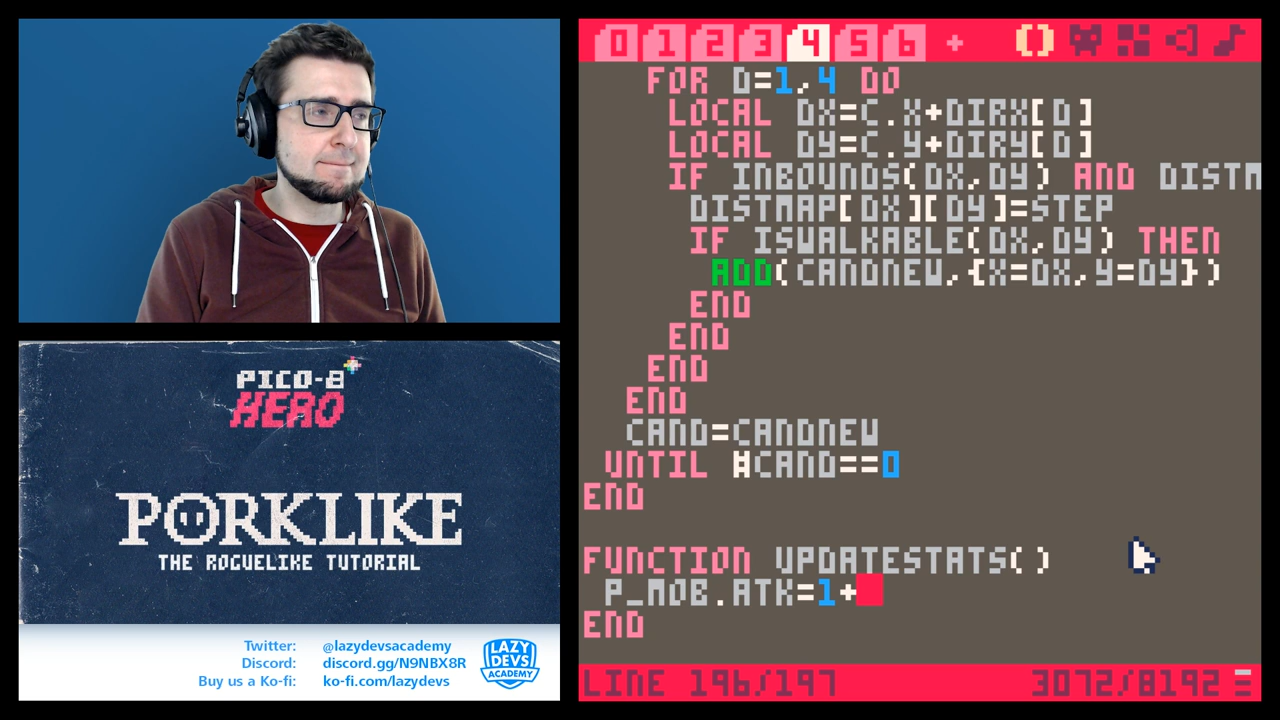 PICO-8
HERO
PORKLIKE
THE ROGUELIKE TUTORIAL
Twitter: @lazydevsacademy
Discord: discord.gg/N9NBX8R
Buy us a Ko-fi: ko-fi.com/lazydevs
LAZY
DEVS
ACADEMY
0 1 2 3 4 5 6 + ()
FOR D=1,4 DO
LOCAL DX=C.X+DIRX[D]
LOCAL DY=C.Y+DIRY[D]
IF INBOUNDS(DX,DY) AND DISTM
DISTMAP[DX][DY]=STEP
IF ISWALKABLE(DX,DY) THEN
ADD(CANDNEW,{X=DX,Y=DY})
END
END
END
END
CAND=CANDNEW
UNTIL #CAND==0
END
FUNCTION UPDATESTATS()
P_MOB.ATK=1+
END
LINE 196/197 3072/8192